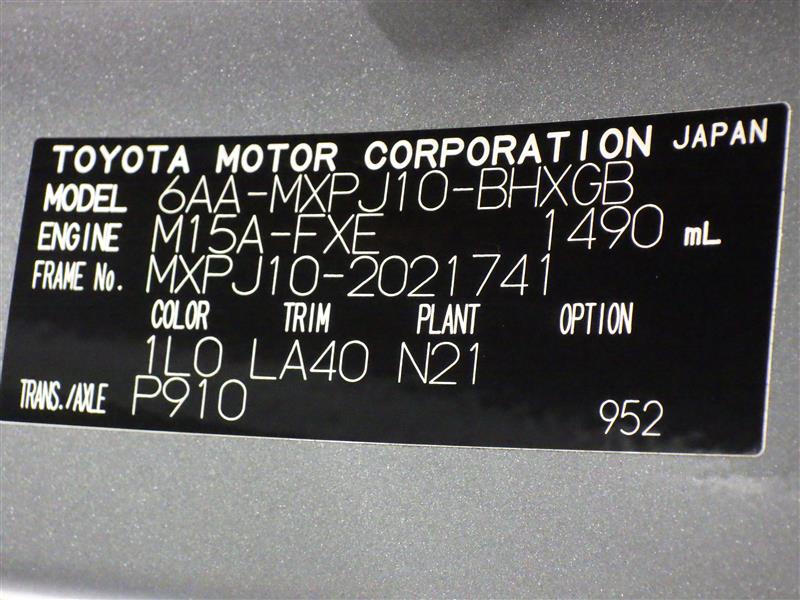 TOYOTA MOTOR CORPORATION JAPAN
MODEL 6AA-MXPJ10-BHXGB
ENGINE M15A-FXE 1490 mL
FRAME No. MXPJ10-2021741
COLOR TRIM PLANT OPTION
1L0 LA40 N21
TRANS./AXLE P910 952